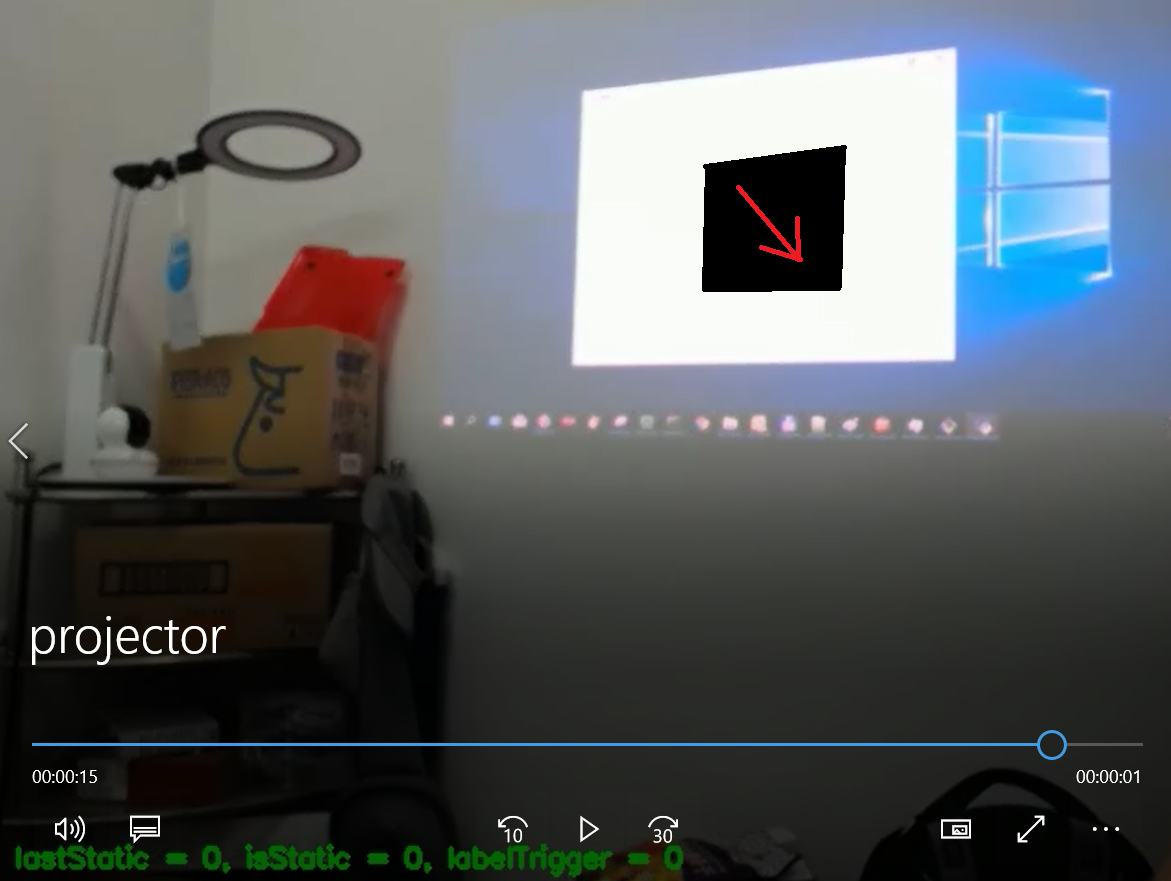 projector
00:00:15
00:00:01
10
30
lastStatic = 0, isStatic = 0, labelTrigger = 0